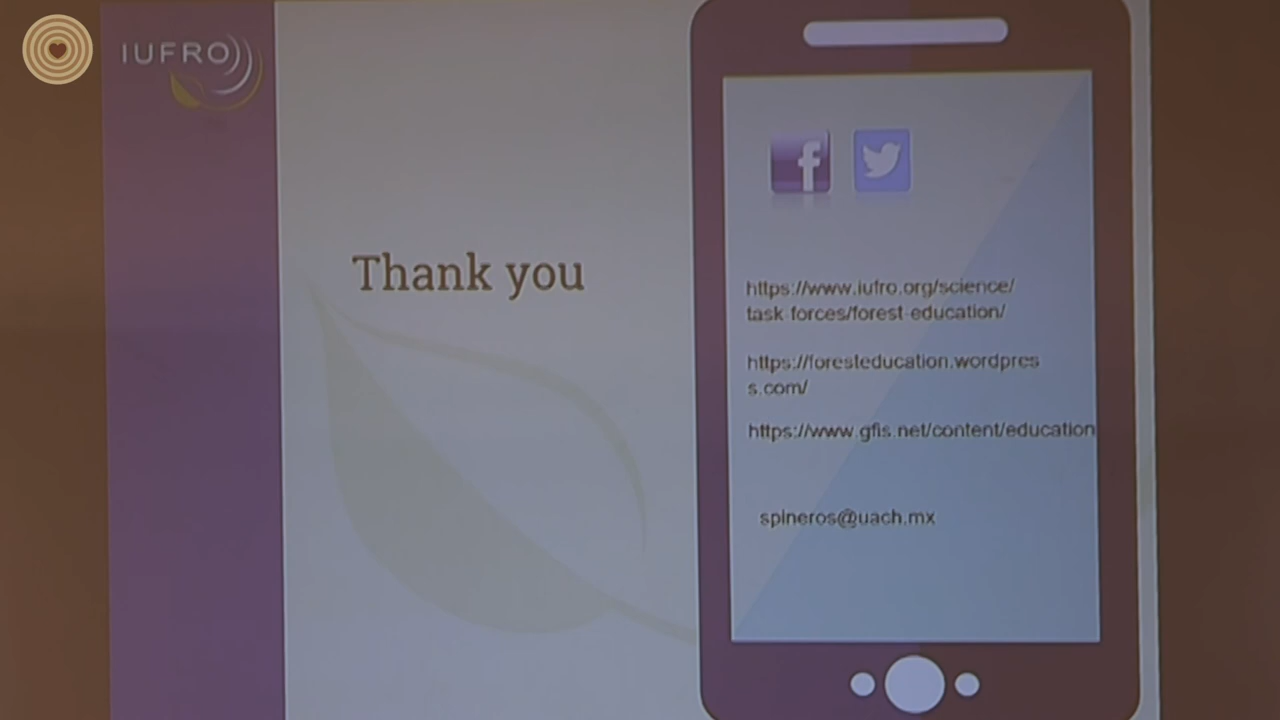 IUFRO
Thank you
https://www.iufro.org/science/
task-forces/forest-education/
https://foresteducation.wordpres
s.com/
https://www.gfis.net/content/education
spineros@uach.mx